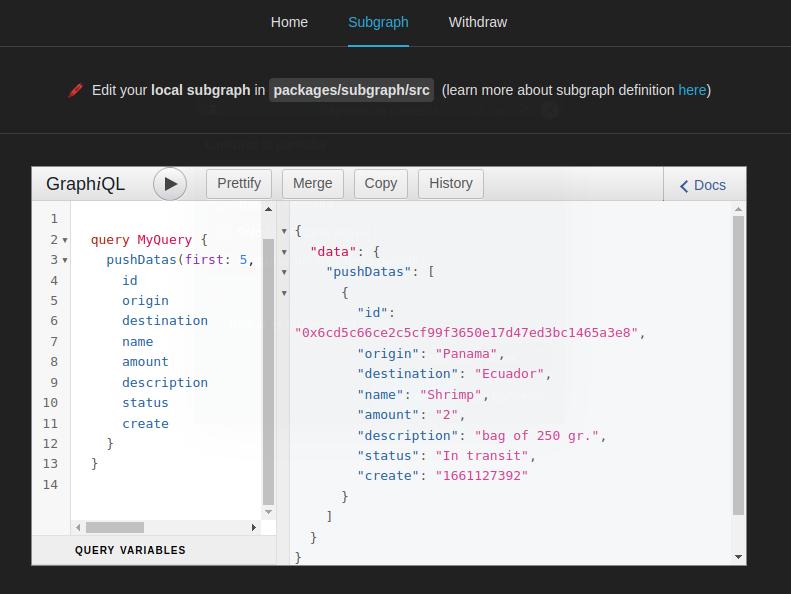 Home Subgraph Withdraw
Edit your local subgraph in packages/subgraph/src (learn more about subgraph definition here)
GraphiQL Prettify Merge Copy History Docs
1
2 query MyQuery {
3 pushDatas(first: 5,
4 id
5 origin
6 destination
7 name
8 amount
9 description
10 status
11 create
12 }
13 }
14
QUERY VARIABLES
{
"data": {
"pushDatas": [
{
"id":
"0x6cd5c66ce2c5cf99f3650e17d47ed3bc1465a3e8",
"origin": "Panama",
"destination": "Ecuador",
"name": "Shrimp",
"amount": "2",
"description": "bag of 250 gr.",
"status": "In transit",
"create": "1661127392"
}
]
}
}